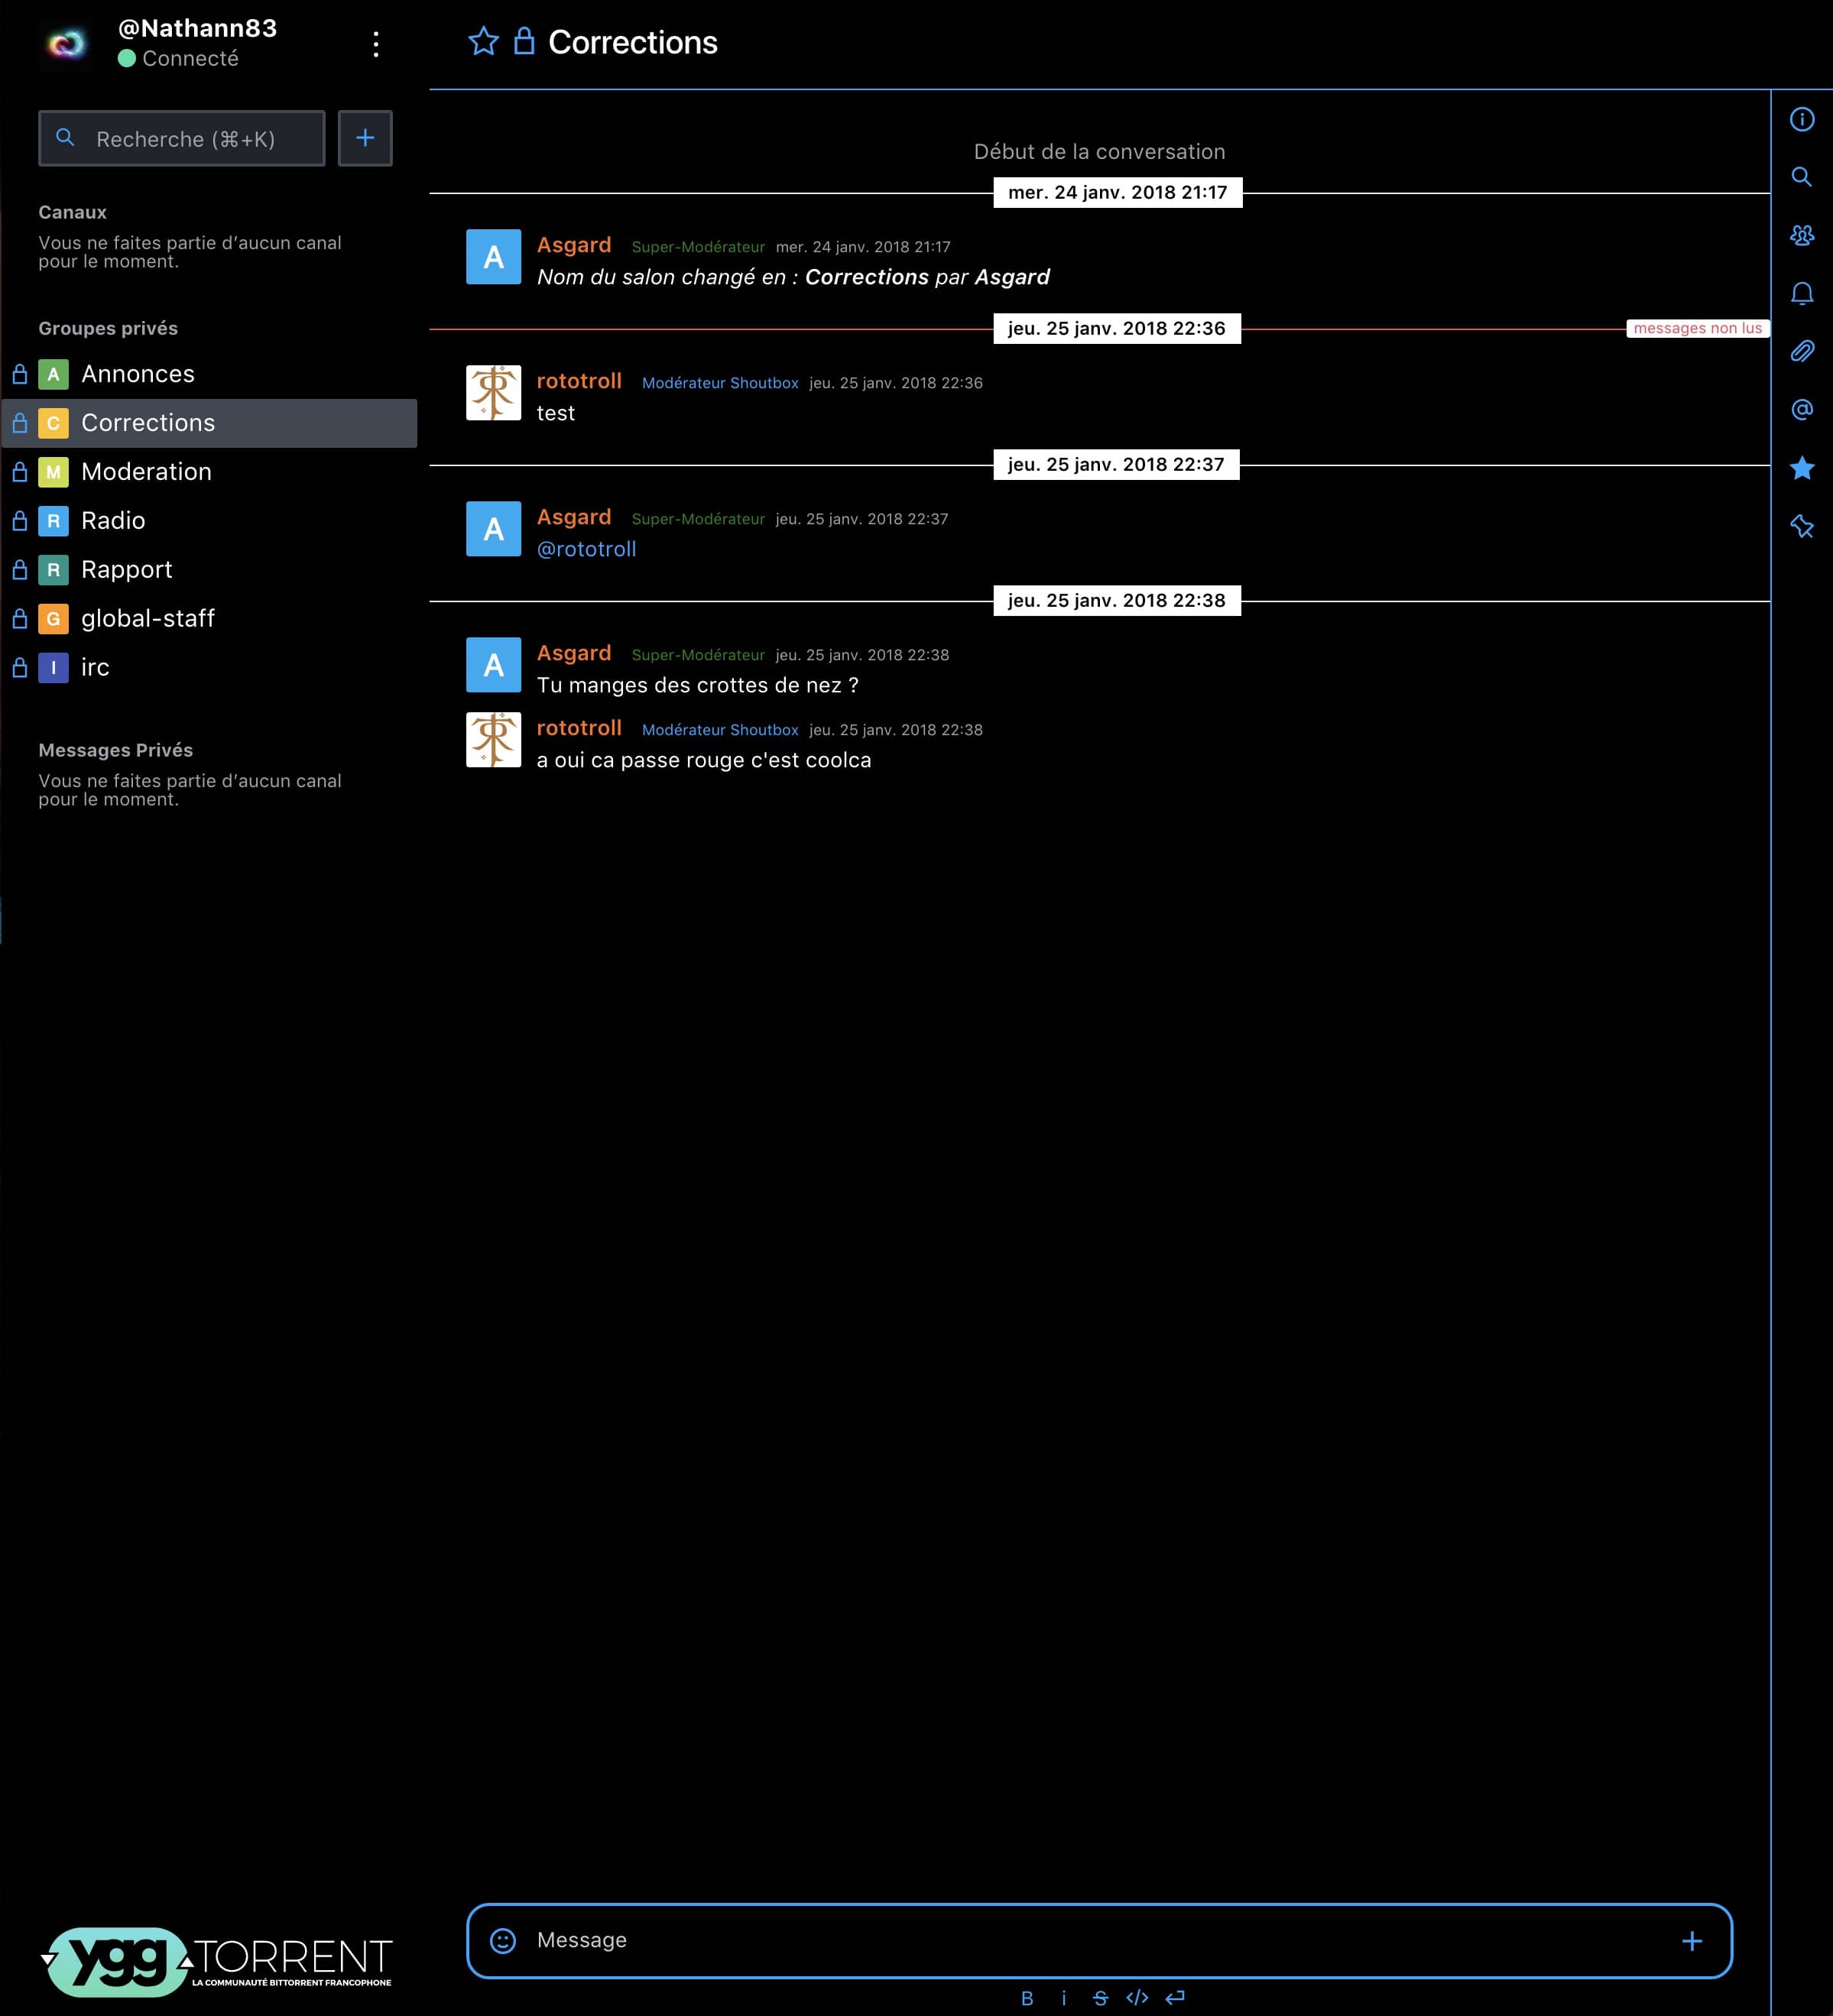 @Nathann83
Connecté
Recherche (⌘+K)
Canaux
Vous ne faites partie d’aucun canal
pour le moment.
Groupes privés
A Annonces
C Corrections
M Moderation
R Radio
R Rapport
G global-staff
I irc
Messages Privés
Vous ne faites partie d’aucun canal
pour le moment.
ygg TORRENT
LA COMMUNAUTÉ BITTORRENT FRANCOPHONE
Corrections
Début de la conversation
mer. 24 janv. 2018 21:17
A
Asgard Super-Modérateur mer. 24 janv. 2018 21:17
Nom du salon changé en : Corrections par Asgard
jeu. 25 janv. 2018 22:36
messages non lus
rototroll Modérateur Shoutbox jeu. 25 janv. 2018 22:36
test
jeu. 25 janv. 2018 22:37
A
Asgard Super-Modérateur jeu. 25 janv. 2018 22:37
@rototroll
jeu. 25 janv. 2018 22:38
A
Asgard Super-Modérateur jeu. 25 janv. 2018 22:38
Tu manges des crottes de nez ?
rototroll Modérateur Shoutbox jeu. 25 janv. 2018 22:38
a oui ca passe rouge c'est coolca
Message
B i S </>